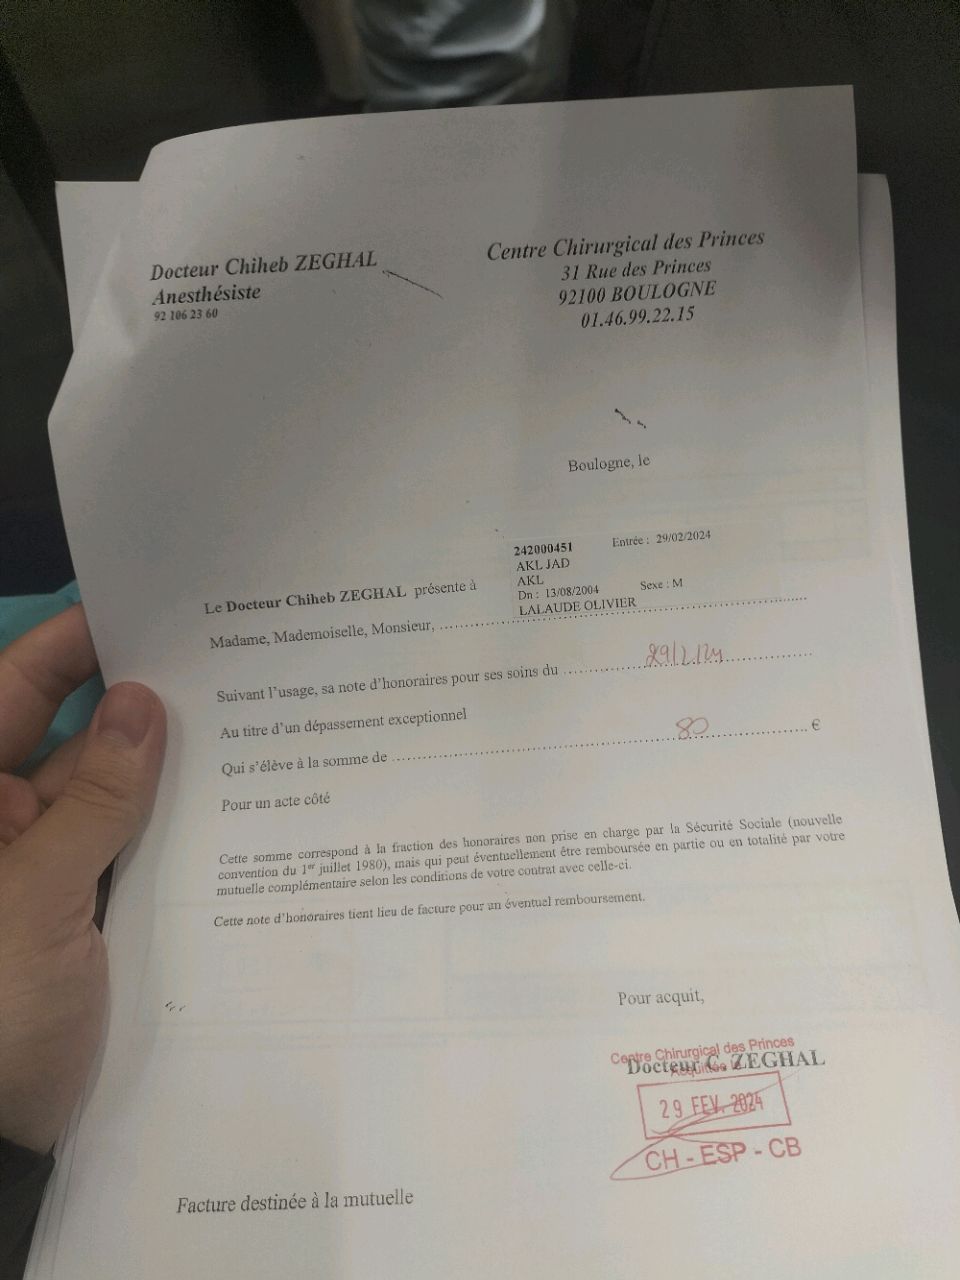 Docteur Chiheb ZEGHAL
Anesthésiste
92 106 23 60
Centre Chirurgical des Princes
31 Rue des Princes
92100 BOULOGNE
01.46.99.22.15
Boulogne, le
242000451 Entrée : 29/02/2024
AKL JAD
AKL
Dn : 13/08/2004 Sexe : M
LALAUDE OLIVIER
Le Docteur Chiheb ZEGHAL présente à
Madame, Mademoiselle, Monsieur, ........................................
Suivant l'usage, sa note d'honoraires pour ses soins du ........ 29/2/24 ........
Au titre d'un dépassement exceptionnel
Qui s'élève à la somme de ........................ 80 ................ €
Pour un acte côté
Cette somme correspond à la fraction des honoraires non prise en charge par la Sécurité Sociale (nouvelle
convention du 1er juillet 1980), mais qui peut éventuellement être remboursée en partie ou en totalité par votre
mutuelle complémentaire selon les conditions de votre contrat avec celle-ci.
Cette note d'honoraires tient lieu de facture pour un éventuel remboursement.
Pour acquit,
Centre Chirurgical des Princes
Docteur C. ZEGHAL
Acquittée le
29 FEV. 2024
CH - ESP - CB
Facture destinée à la mutuelle